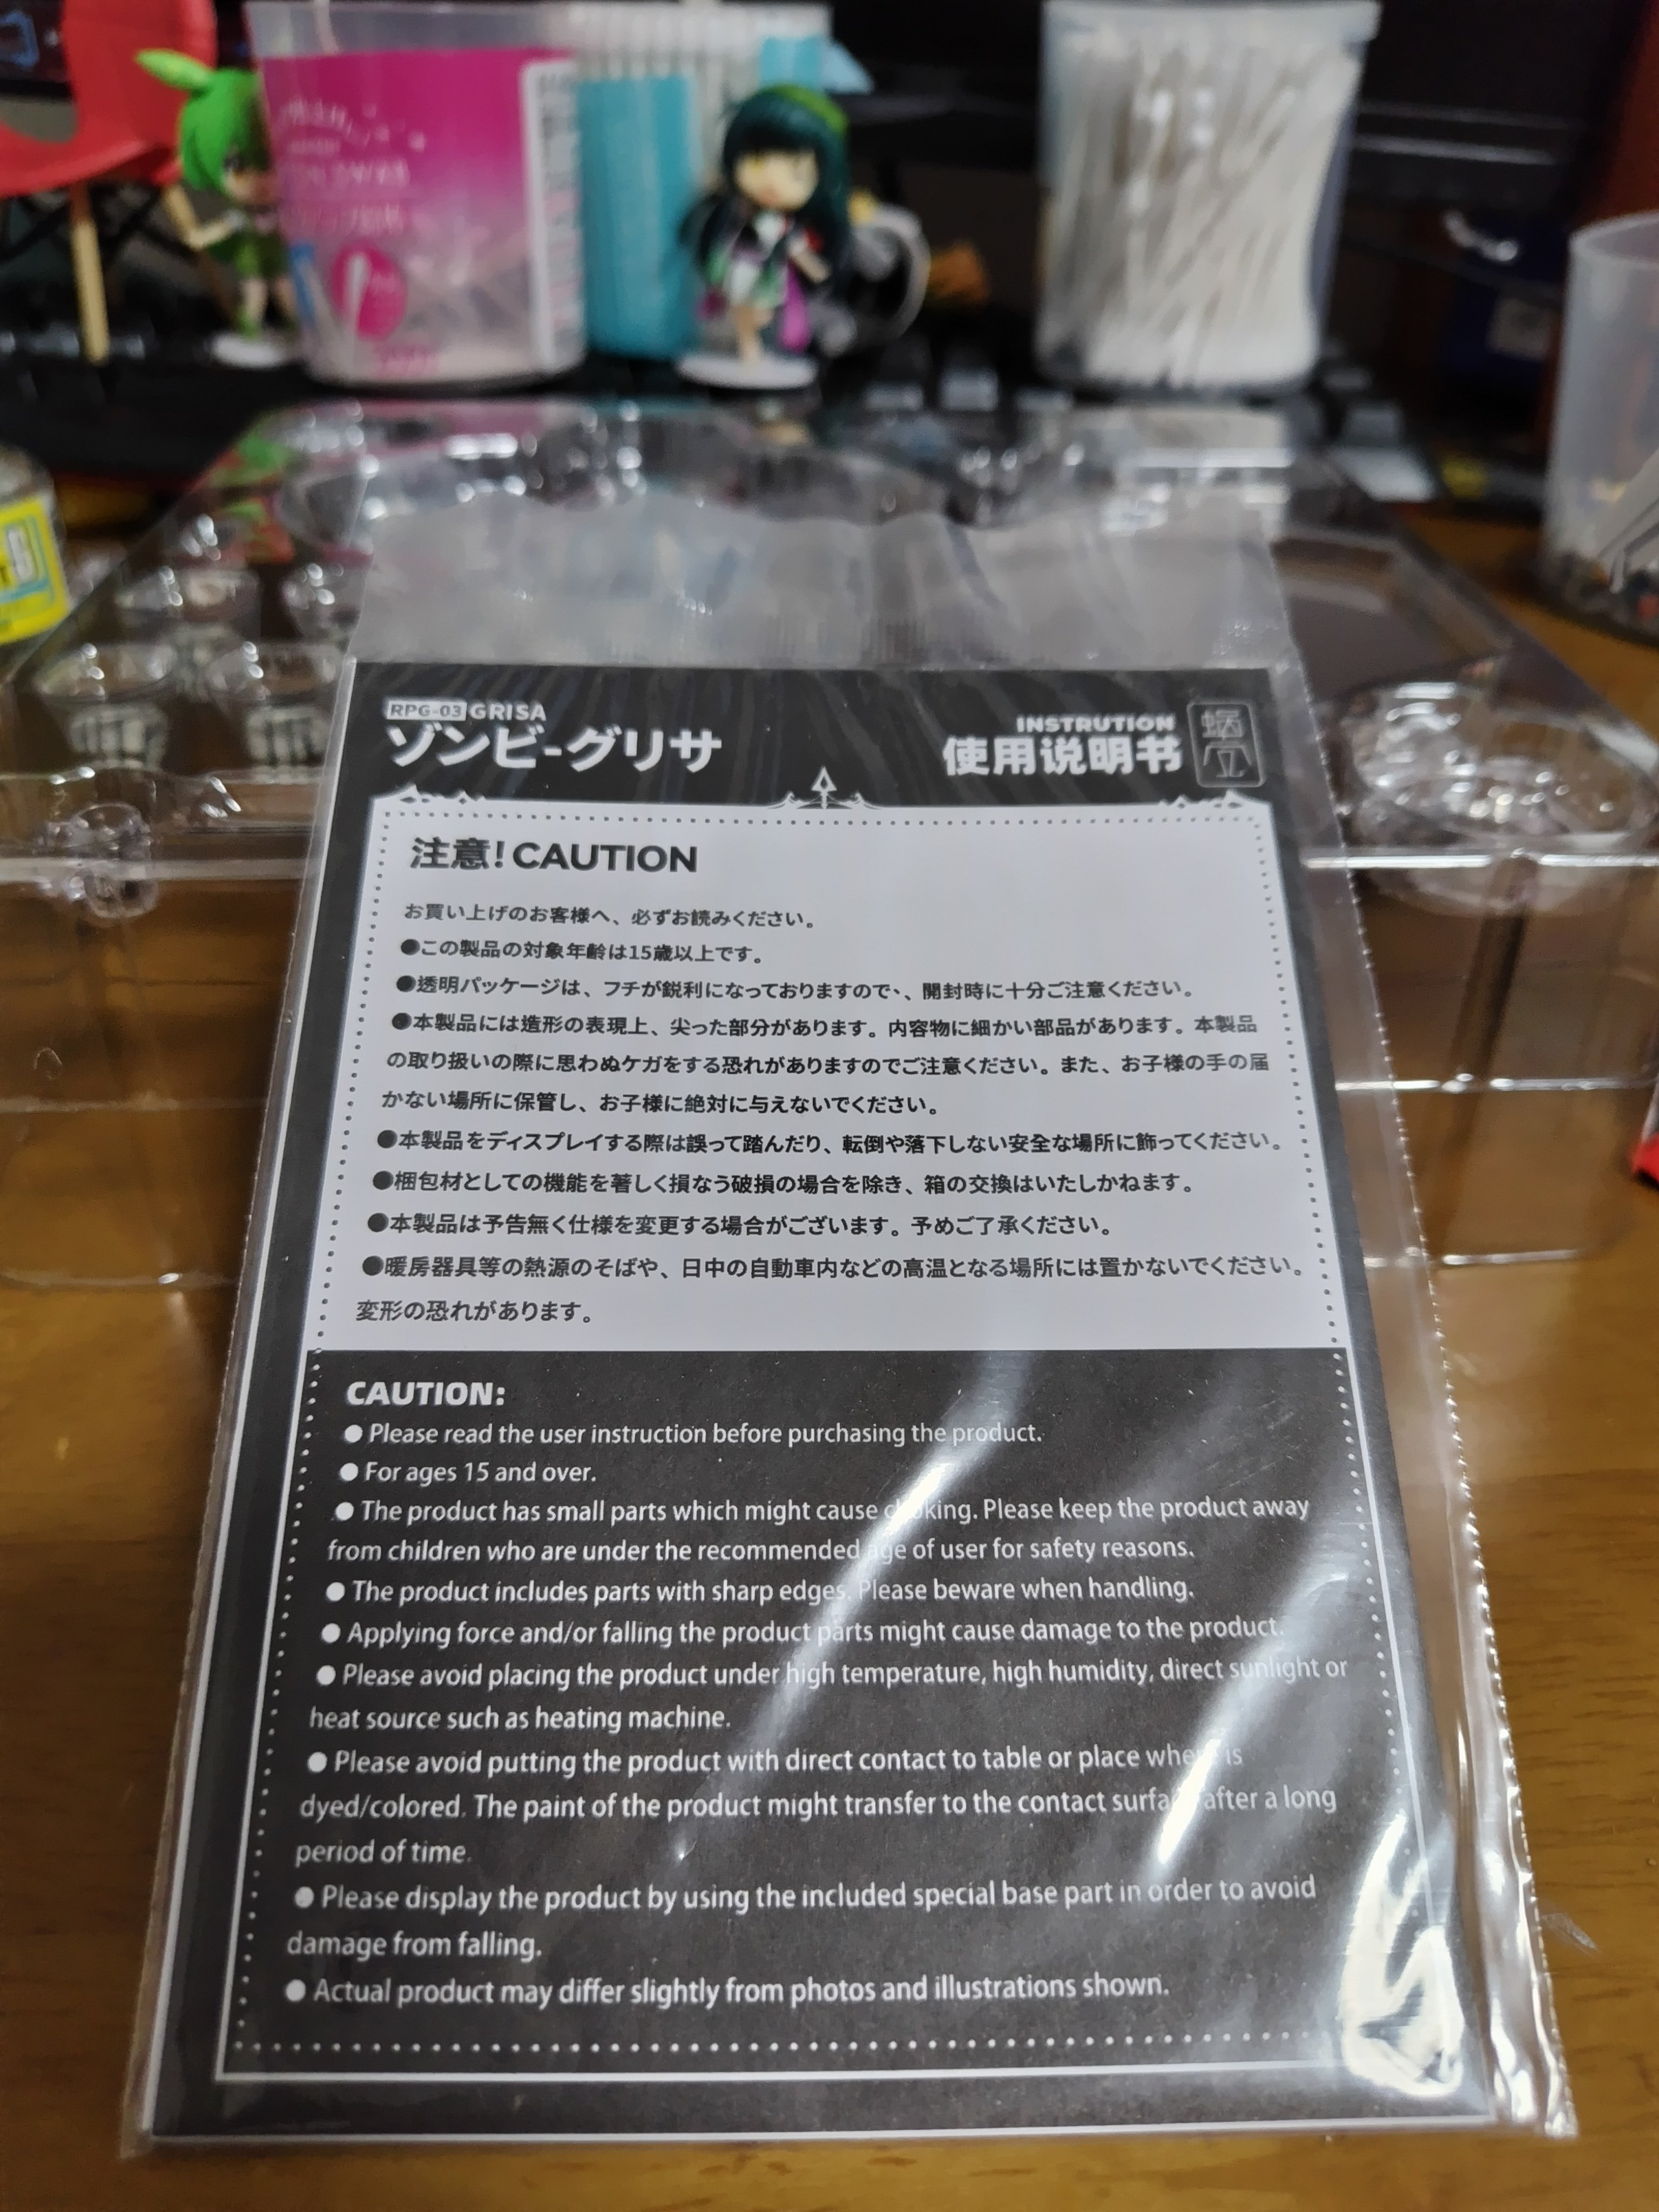 RPG-03 GRISA
ゾンビ-グリサ
INSTRUTION
使用说明书
蝸穴
注意!CAUTION
お買い上げのお客様へ、必ずお読みください。
●この製品の対象年齢は15歳以上です。
●透明パッケージは、フチが鋭利になっておりますので、、開封時に十分ご注意ください。
●本製品には造形の表現上、尖った部分があります。内容物に細かい部品があります。本製品
の取り扱いの際に思わぬケガをする恐れがありますのでご注意ください。また、お子様の手の届
かない場所に保管し、お子様に絶対に与えないでください。
●本製品をディスプレイする際は誤って踏んだり、転倒や落下しない安全な場所に飾ってください。
●梱包材としての機能を著しく損なう破損の場合を除き、箱の交換はいたしかねます。
●本製品は予告無く仕様を変更する場合がございます。予めご了承ください。
●暖房器具等の熱源のそばや、日中の自動車内などの高温となる場所には置かないでください。
変形の恐れがあります。
CAUTION:
● Please read the user instruction before purchasing the product.
● For ages 15 and over.
● The product has small parts which might cause choking. Please keep the product away
from children who are under the recommended age of user for safety reasons.
● The product includes parts with sharp edges. Please beware when handling.
● Applying force and/or falling the product parts might cause damage to the product.
● Please avoid placing the product under high temperature, high humidity, direct sunlight or
heat source such as heating machine.
● Please avoid putting the product with direct contact to table or place where is
dyed/colored. The paint of the product might transfer to the contact surface after a long
period of time.
● Please display the product by using the included special base part in order to avoid
damage from falling.
● Actual product may differ slightly from photos and illustrations shown.